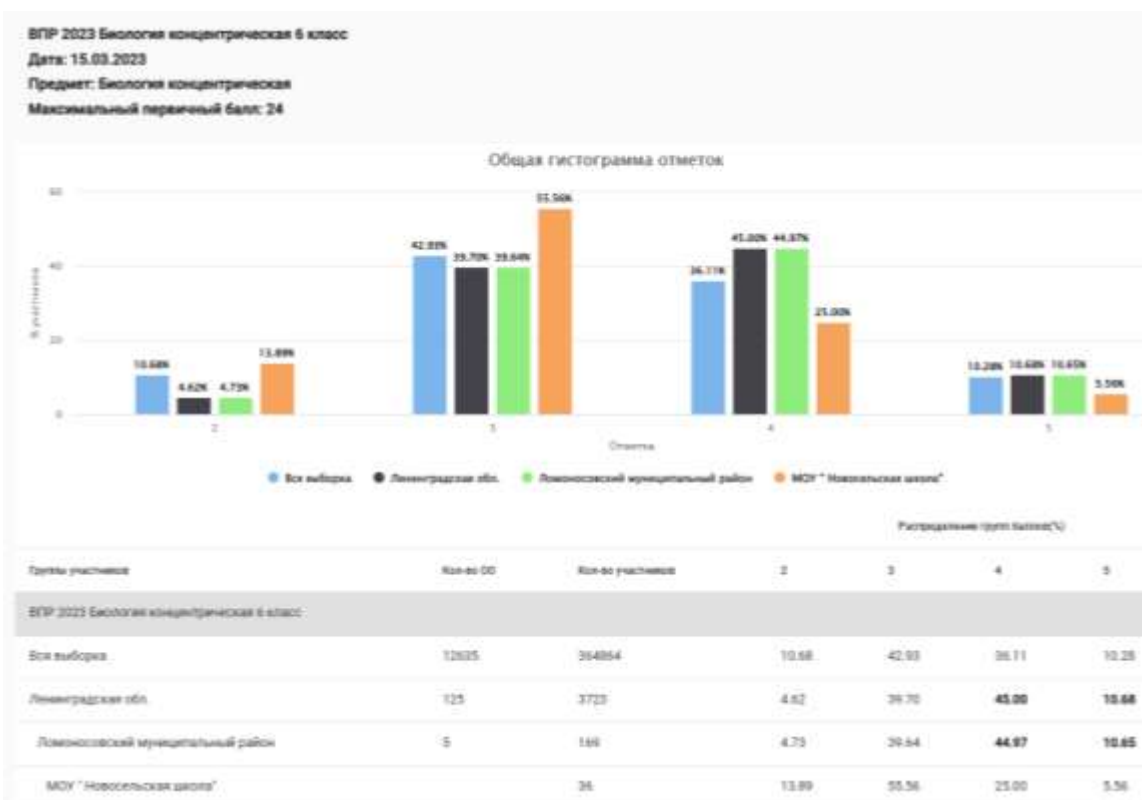 ВПР 2023 Биология концентрическая 6 класс
Дата: 15.03.2023
Предмет: Биология концентрическая
Максимальный первичный балл: 24
Общая гистограмма отметок
% участников
60
40
20
0
10.68% 4.62% 4.73% 13.89%
42.93% 39.70% 39.64% 55.56%
36.11% 45.00% 44.97% 25.00%
10.28% 10.68% 10.65% 5.56%
2 3 4 5
Отметка
Вся выборка Ленинградская обл. Ломоносовский муниципальный район МОУ " Новосельская школа"
Распределение групп баллов(%)
Группы участников Кол-во ОО Кол-во участников 2 3 4 5
ВПР 2023 Биология концентрическая 6 класс
Вся выборка 12635 364864 10.68 42.93 36.11 10.28
Ленинградская обл. 125 3723 4.62 39.70 45.00 10.68
Ломоносовский муниципальный район 5 169 4.73 39.64 44.97 10.65
МОУ " Новосельская школа" 36 13.89 55.56 25.00 5.56